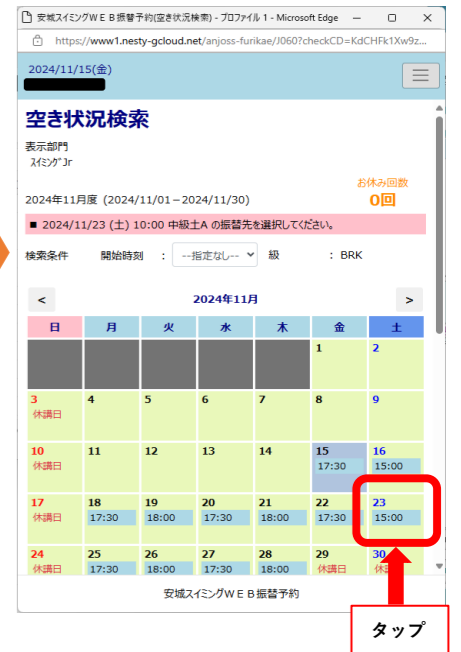 安城スイミングＷＥＢ振替予約(空き状況検索) - プロファイル 1 - Microsoft Edge
https://www1.nesty-gcloud.net/anjoss-furikae/J060?checkCD=KdCHFk1Xw9z...
2024/11/15(金)
空き状況検索
表示部門
ｽｲﾐﾝｸﾞJr
お休み回数
2024年11月度 (2024/11/01－2024/11/30) 0回
■ 2024/11/23 (土) 10:00 中級土A の振替先を選択してください。
検索条件 開始時刻 : --指定なし-- 級 : BRK
< 2024年11月 >
日 月 火 水 木 金 土
1 2
3 4 5 6 7 8 9
休講日
10 11 12 13 14 15 16
休講日 17:30 15:00
17 18 19 20 21 22 23
休講日 17:30 18:00 17:30 18:00 17:30 15:00
24 25 26 27 28 29 30
休講日 17:30 18:00 17:30 18:00 休講日
安城スイミングＷＥＢ振替予約
タップ